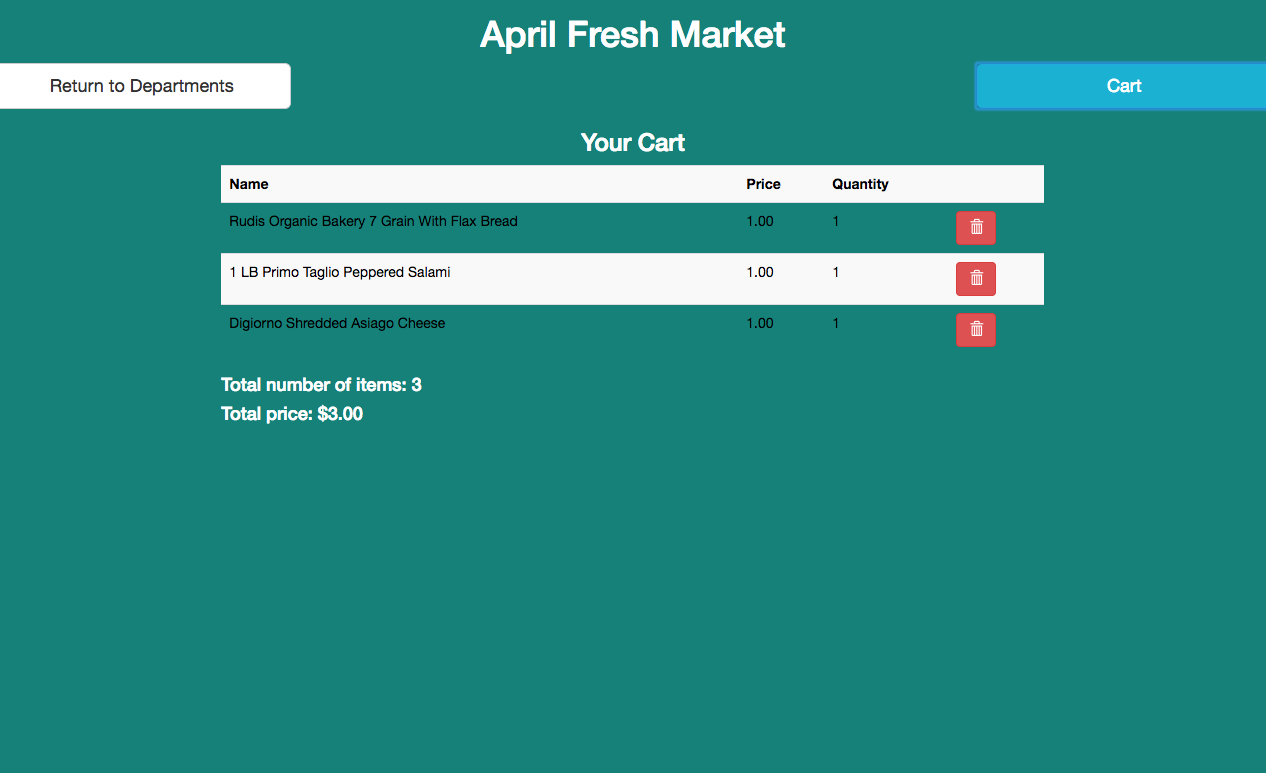 April Fresh Market
Return to Departments
Cart
Your Cart
Name Price Quantity
Rudis Organic Bakery 7 Grain With Flax Bread 1.00 1
1 LB Primo Taglio Peppered Salami 1.00 1
Digiorno Shredded Asiago Cheese 1.00 1
Total number of items: 3
Total price: $3.00